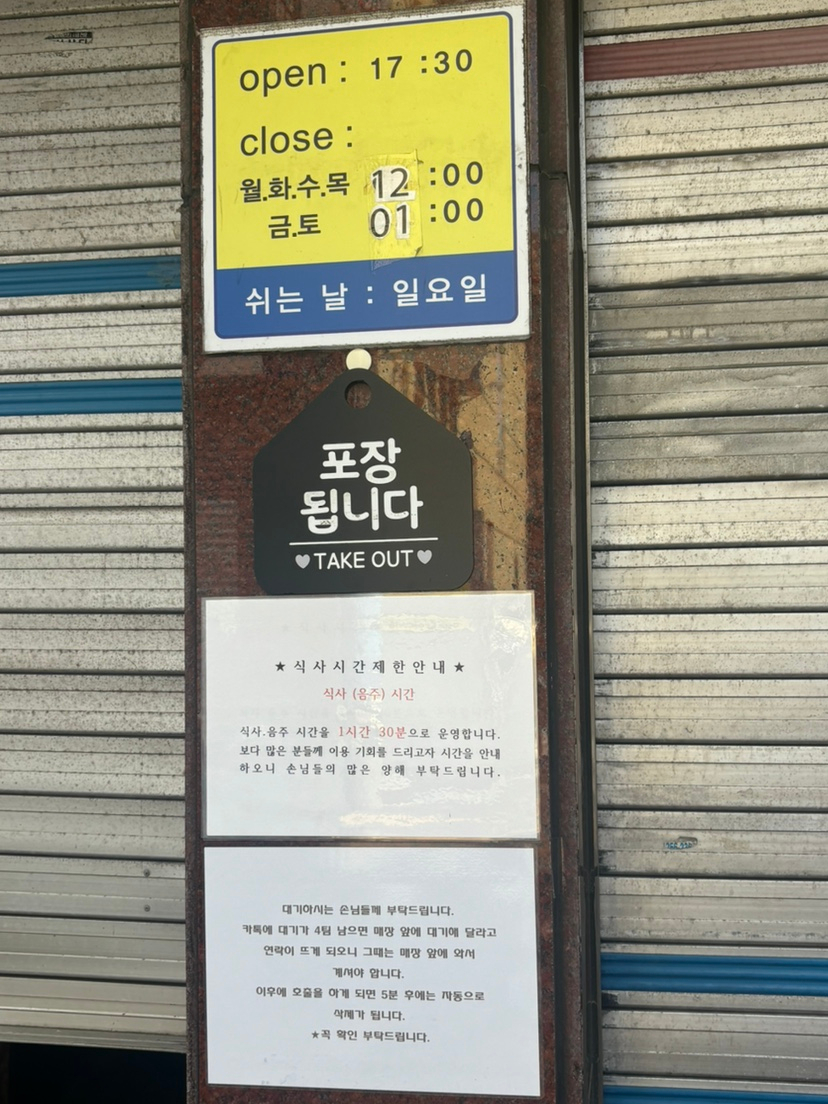 open : 17 :30
close :
월.화.수.목 12 :00
금.토 01 :00
쉬는 날 : 일요일
포장
됩니다
♥TAKE OUT♥
★ 식사시간제한안내 ★
식사 (음주) 시간
식사.음주 시간을 1시간 30분으로 운영합니다.
보다 많은 분들께 이용 기회를 드리고자 시간을 안내
하오니 손님들의 많은 양해 부탁드립니다.
대기하시는 손님들께 부탁드립니다.
카톡에 대기가 4팀 남으면 매장 앞에 대기해 달라고
연락이 뜨게 되오니 그때는 매장 앞에 와서
계셔야 합니다.
이후에 호출을 하게 되면 5분 후에는 자동으로
삭제가 됩니다.
★꼭 확인 부탁드립니다.